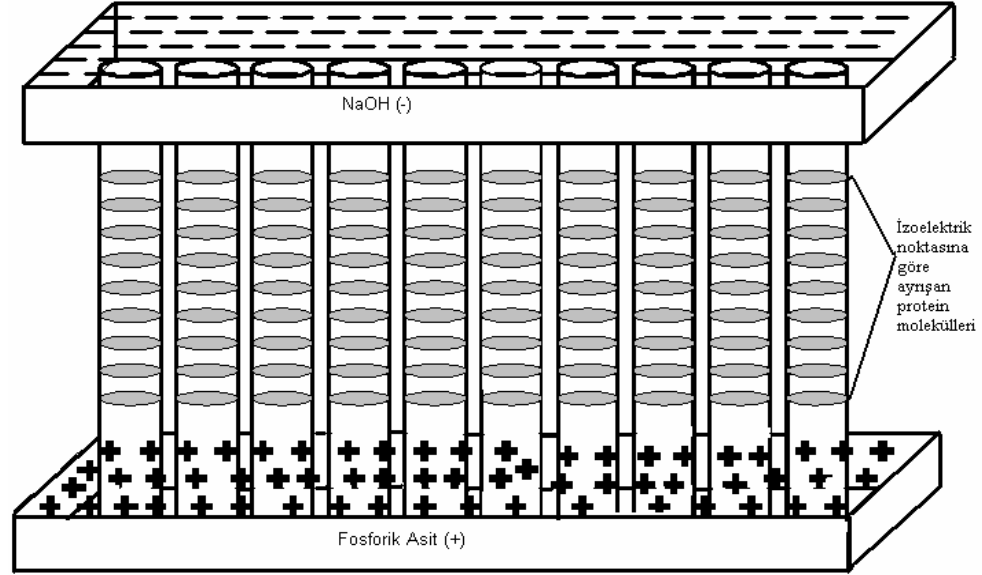 NaOH (-)
İzoelektrik
noktasına
göre
ayrışan
protein
molekülleri
Fosforik Asit (+)